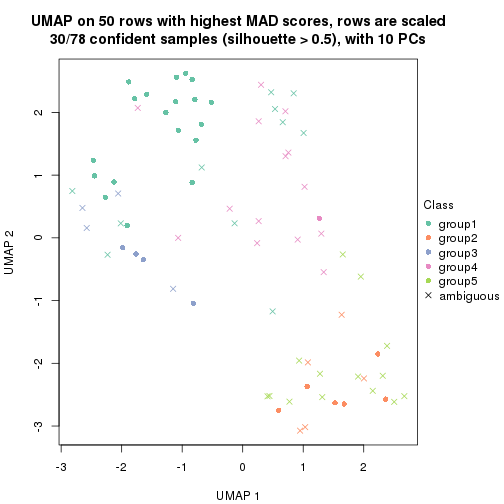 UMAP on 50 rows with highest MAD scores, rows are scaled
30/78 confident samples (silhouette > 0.5), with 10 PCs
UMAP 2
2
1
0
-1
-2
-3
-3
-2
-1
0
1
2
UMAP 1
Class
group1
group2
group3
group4
group5
ambiguous